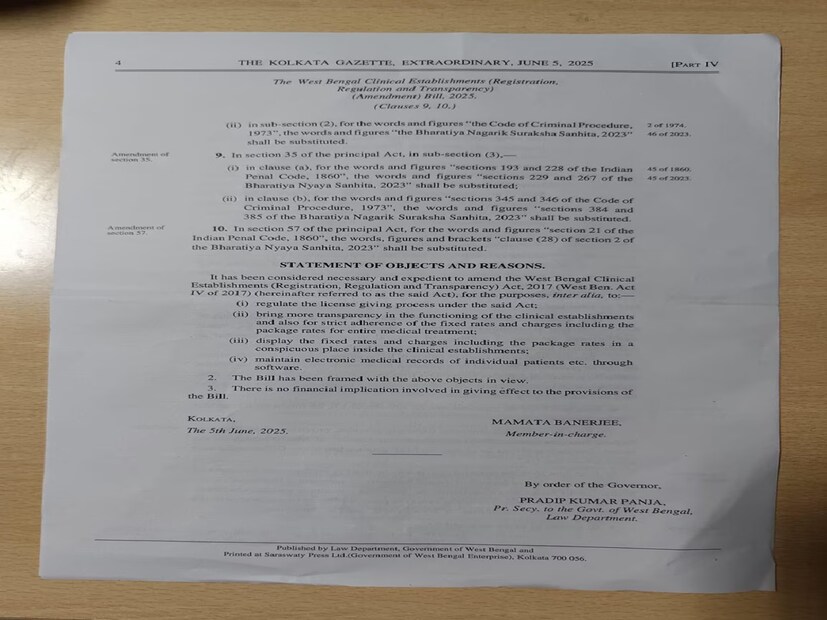 4 THE KOLKATA GAZETTE, EXTRAORDINARY, JUNE 5, 2025 [PART IV
The West Bengal Clinical Establishments (Registration,
Regulation and Transparency)
(Amendment) Bill, 2025.
(Clauses 9, 10.)
(ii) in sub-section (2), for the words and figures "the Code of Criminal Procedure, 2 of 1974.
1973", the words and figures "the Bharatiya Nagarik Suraksha Sanhita, 2023" 46 of 2023.
shall be substituted.
Amendment of
section 35.
9. In section 35 of the principal Act, in sub-section (3),—
(i) in clause (a), for the words and figures "sections 193 and 228 of the Indian 45 of 1860.
Penal Code, 1860", the words and figures "sections 229 and 267 of the 45 of 2023.
Bharatiya Nyaya Sanhita, 2023" shall be substituted;
(ii) in clause (b), for the words and figures "sections 345 and 346 of the Code of
Criminal Procedure, 1973", the words and figures "sections 384 and
385 of the Bharatiya Nagarik Suraksha Sanhita, 2023" shall be substituted.
Amendment of
section 57.
10. In section 57 of the principal Act, for the words and figures "section 21 of the
Indian Penal Code, 1860", the words, figures and brackets "clause (28) of section 2 of
the Bharatiya Nyaya Sanhita, 2023" shall be substituted.
STATEMENT OF OBJECTS AND REASONS.
It has been considered necessary and expedient to amend the West Bengal Clinical
Establishments (Registration, Regulation and Transparency) Act, 2017 (West Ben. Act
IV of 2017) (hereinafter referred to as the said Act), for the purposes, inter alia, to:—
(i) regulate the license giving process under the said Act;
(ii) bring more transparency in the functioning of the clinical establishments
and also for strict adherence of the fixed rates and charges including the
package rates for entire medical treatment;
(iii) display the fixed rates and charges including the package rates in a
conspicuous place inside the clinical establishments;
(iv) maintain electronic medical records of individual patients etc. through
software.
2. The Bill has been framed with the above objects in view.
3. There is no financial implication involved in giving effect to the provisions of
the Bill.
KOLKATA,
The 5th June, 2025.
MAMATA BANERJEE,
Member-in-charge.
By order of the Governor,
PRADIP KUMAR PANJA,
Pr. Secy. to the Govt. of West Bengal,
Law Department.
Published by Law Department, Government of West Bengal and
Printed at Saraswaty Press Ltd.(Government of West Bengal Enterprise), Kolkata 700 056.